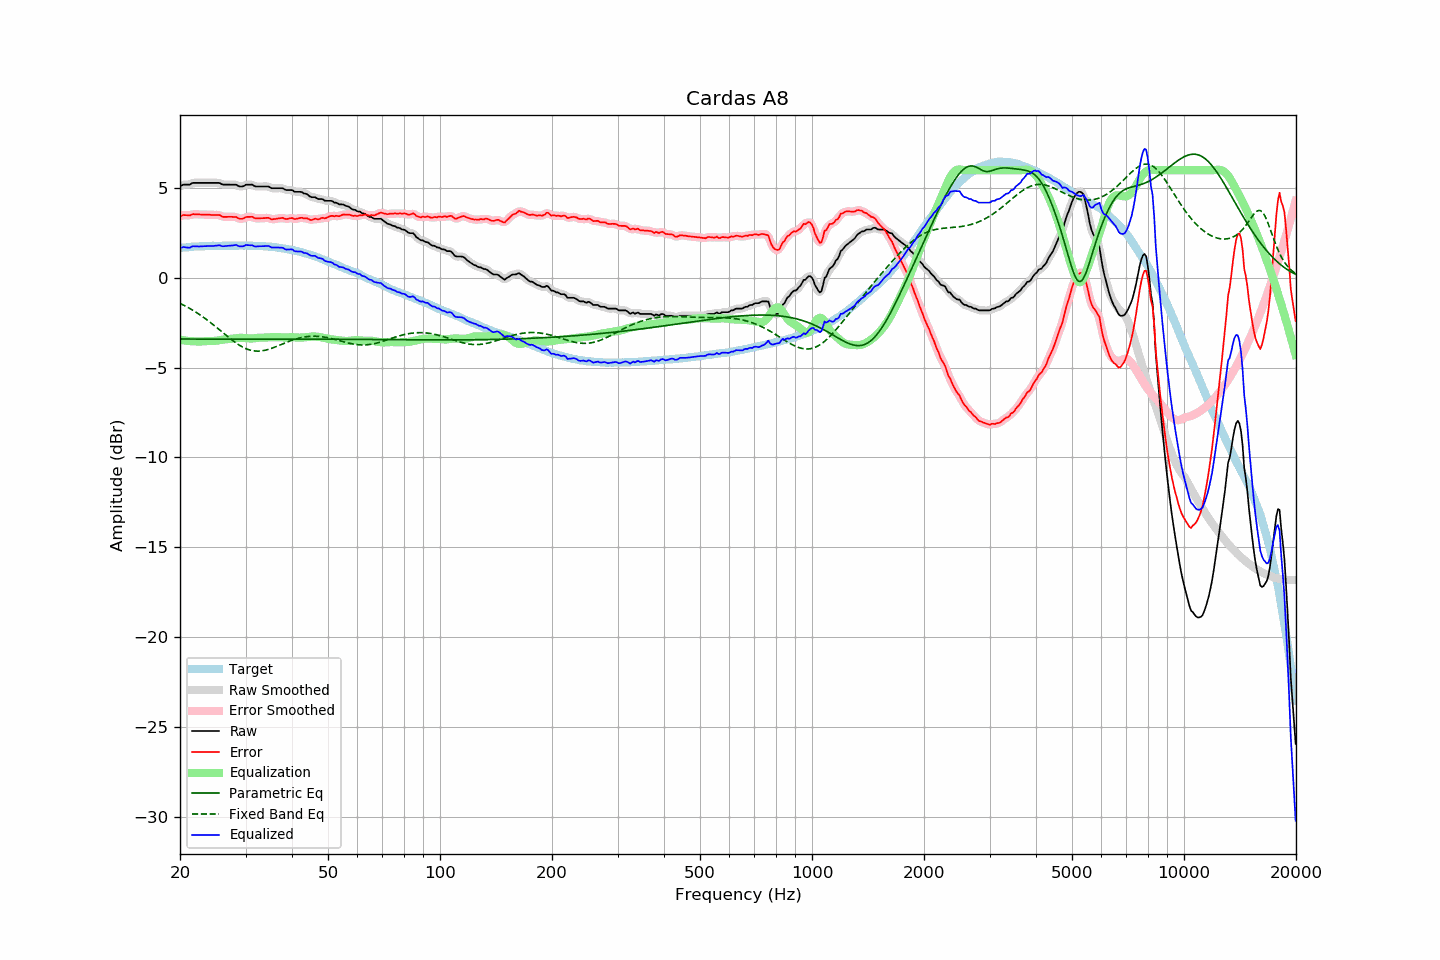 Cardas A8
5
0
−5
−10
−15
−20
−25
−30
Amplitude (dBr)
Target
Raw Smoothed
Error Smoothed
Raw
Error
Equalization
Parametric Eq
Fixed Band Eq
Equalized
20 50 100 200 500 1000 2000 5000 10000 20000
Frequency (Hz)